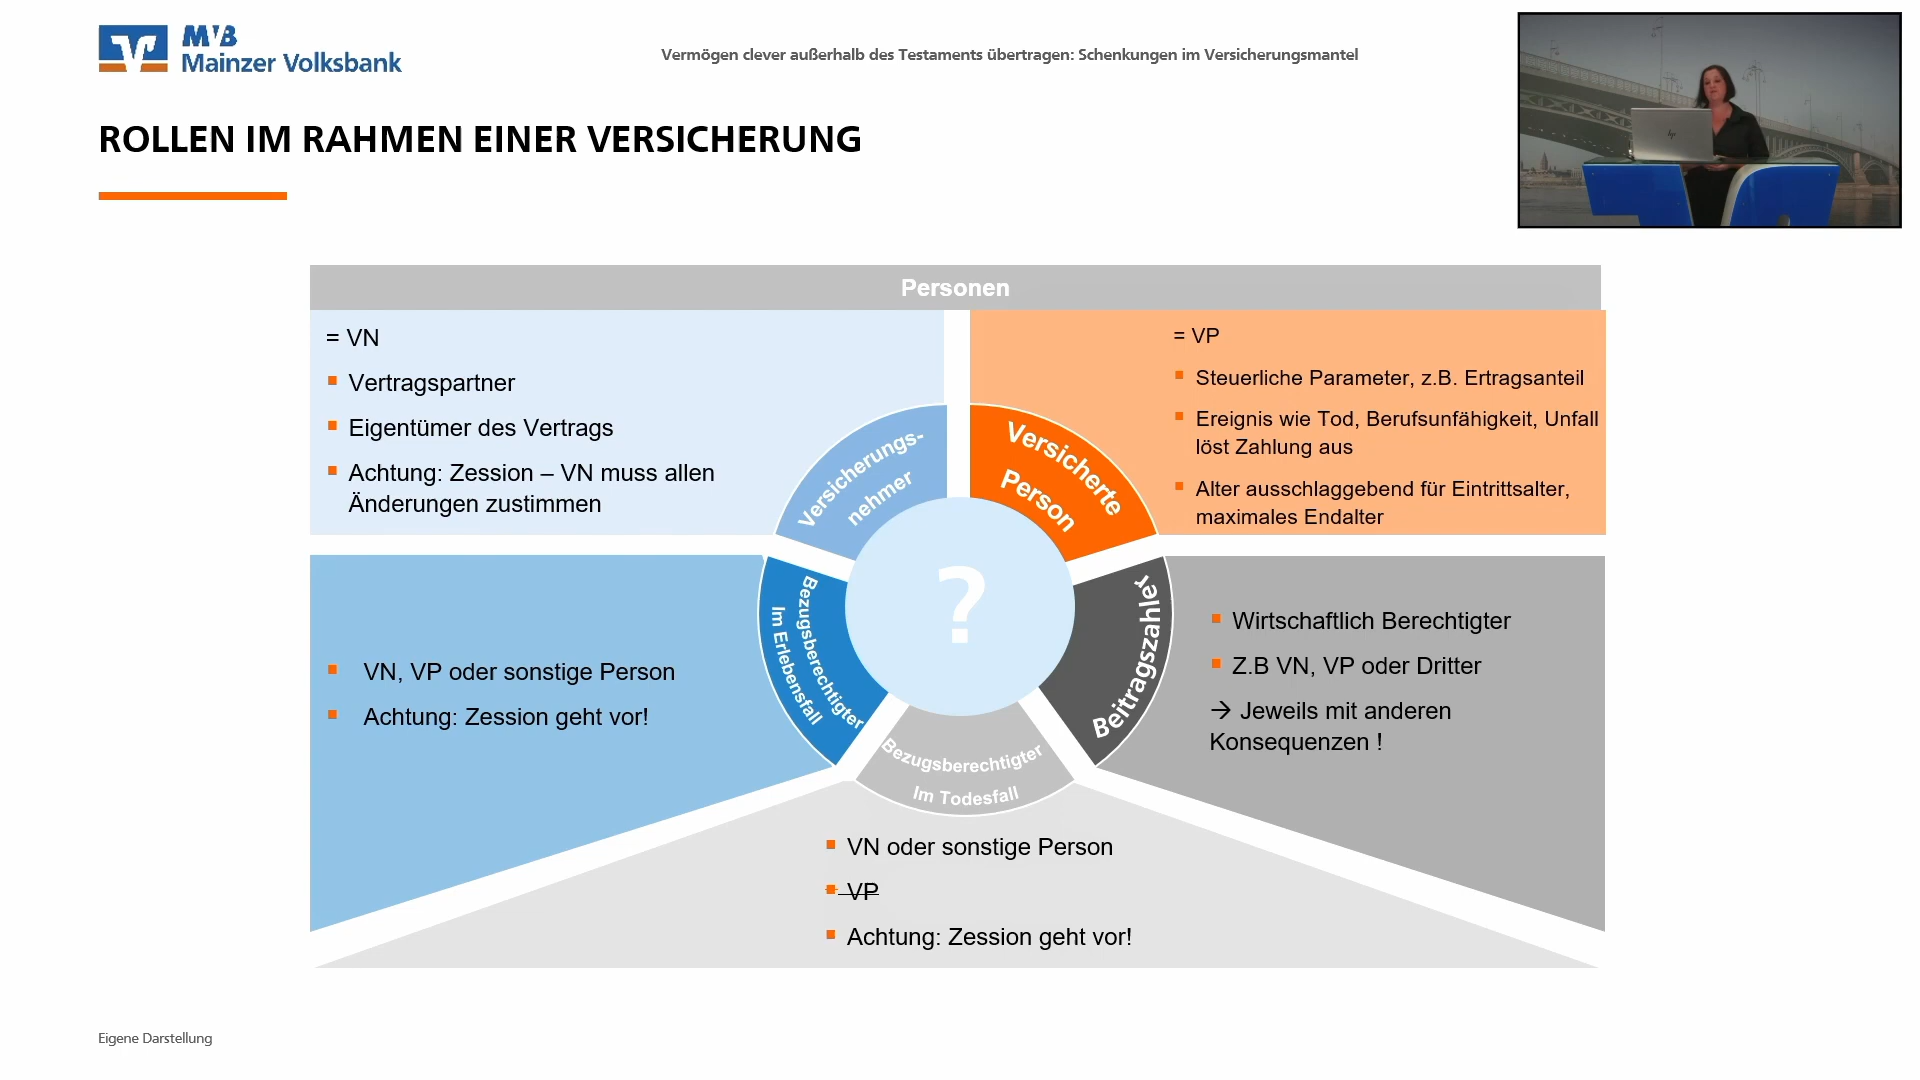 MVB
Mainzer Volksbank
Vermögen clever außerhalb des Testaments übertragen: Schenkungen im Versicherungsmantel
ROLLEN IM RAHMEN EINER VERSICHERUNG
hp
Personen
= VN
Vertragspartner
Eigentümer des Vertrags
Achtung: Zession – VN muss allen
Änderungen zustimmen
Versicherungs-
nehmer
Versicherte
Person
= VP
Steuerliche Parameter, z.B. Ertragsanteil
Ereignis wie Tod, Berufsunfähigkeit, Unfall
löst Zahlung aus
Alter ausschlaggebend für Eintrittsalter,
maximales Endalter
VN, VP oder sonstige Person
Achtung: Zession geht vor!
Bezugsberechtigter
Im Erlebensfall
?
Beitragszahler
Wirtschaftlich Berechtigter
Z.B VN, VP oder Dritter
→ Jeweils mit anderen
Konsequenzen !
Bezugsberechtigter
Im Todesfall
VN oder sonstige Person
VP
Achtung: Zession geht vor!
Eigene Darstellung